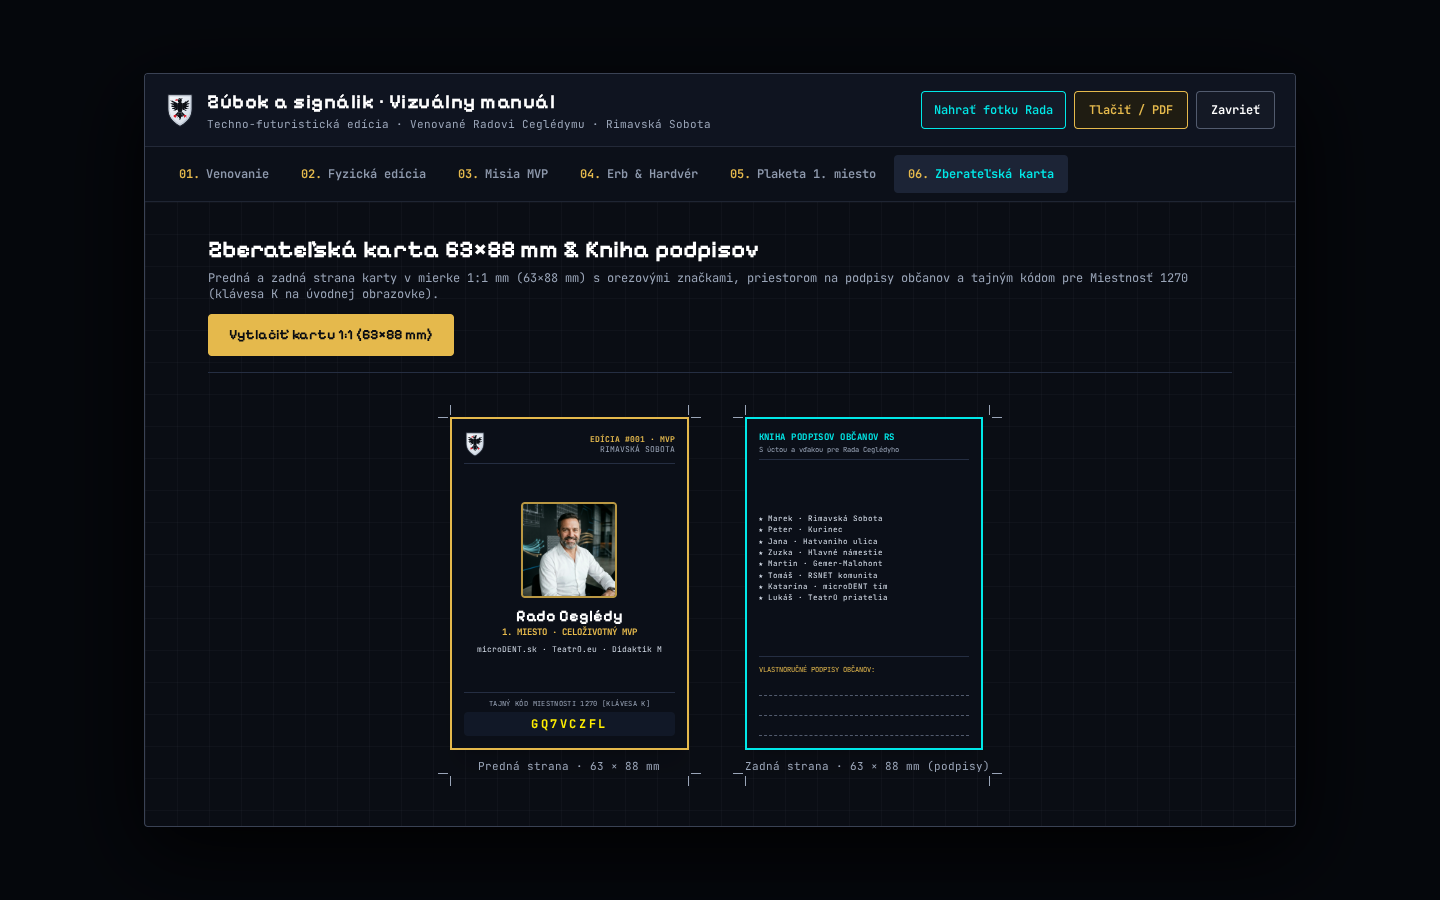 Zúbok a signálik · Vizuálny manuál
Techno-futuristická edícia · Venované Radovi Ceglédymu · Rimavská Sobota
Nahrať fotku Rada
Tlačiť / PDF
Zavrieť
01. Venovanie
02. Fyzická edícia
03. Misia MVP
04. Erb & Hardvér
05. Plaketa 1. miesto
06. Zberateľská karta
Zberateľská karta 63×88 mm & Kniha podpisov
Predná a zadná strana karty v mierke 1:1 mm (63×88 mm) s orezovými značkami, priestorom na podpisy občanov a tajným kódom pre Miestnosť 1270
(klávesa K na úvodnej obrazovke).
Vytlačiť kartu 1:1 (63×88 mm)
EDÍCIA #001 · MVP
RIMAVSKÁ SOBOTA
Rado Ceglédy
1. MIESTO · CELOŽIVOTNÝ MVP
microDENT.sk · TeatrO.eu · Didaktik M
TAJNÝ KÓD MIESTNOSTI 1270 [KLÁVESA K]
GQ7VCZFL
Predná strana · 63 × 88 mm
KNIHA PODPISOV OBČANOV RS
S úctou a vďakou pre Rada Ceglédyho
★ Marek · Rimavská Sobota
★ Peter · Kurinec
★ Jana · Hatvaniho ulica
★ Zuzka · Hlavné námestie
★ Martin · Gemer-Malohont
★ Tomáš · RSNET komunita
★ Katarína · microDENT tím
★ Lukáš · TeatrO priatelia
VLASTNORUČNÉ PODPISY OBČANOV:
Zadná strana · 63 × 88 mm (podpisy)